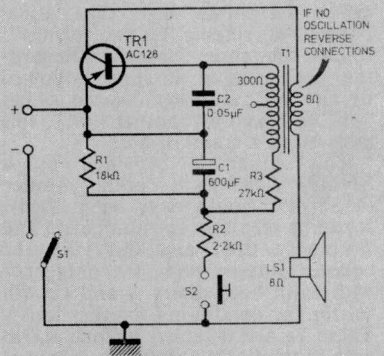 IF NO
OSCILLATION
REVERSE
CONNECTIONS
TR1
AC128
T1
300Ω
8Ω
+
C2
0·05µF
−
R1
18kΩ
C1
600µF
R3
27kΩ
R2
2·2kΩ
S1
S2
LS1
8Ω